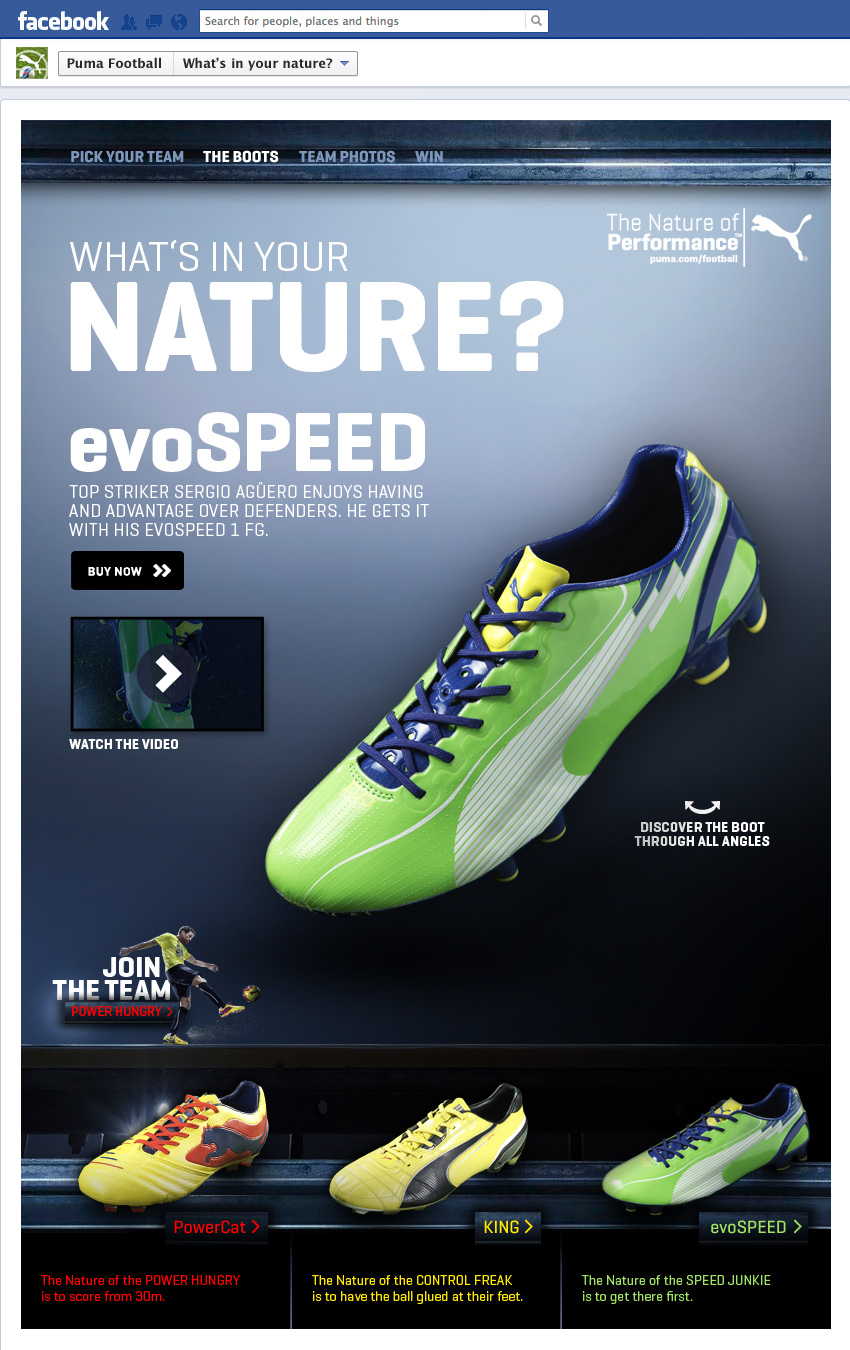 facebook
Search for people, places and things
Puma Football
What's in your nature?
PICK YOUR TEAM
THE BOOTS
TEAM PHOTOS
WIN
The Nature of
Performance™
puma.com/football
®
WHAT‘S IN YOUR
NATURE?
evoSPEED
TOP STRIKER SERGIO AGÜERO ENJOYS HAVING
AND ADVANTAGE OVER DEFENDERS. HE GETS IT
WITH HIS EVOSPEED 1 FG.
BUY NOW
WATCH THE VIDEO
DISCOVER THE BOOT
THROUGH ALL ANGLES
JOIN
THE TEAM
POWER HUNGRY
PowerCat
KING
evoSPEED
The Nature of the POWER HUNGRY
is to score from 30m.
The Nature of the CONTROL FREAK
is to have the ball glued at their feet.
The Nature of the SPEED JUNKIE
is to get there first.